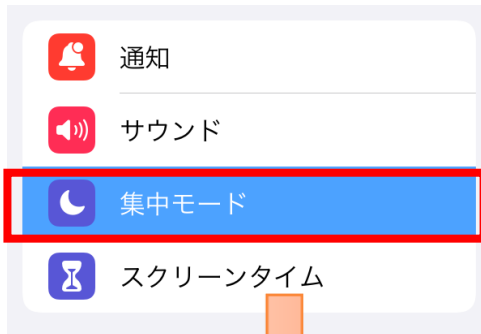 通知
サウンド
集中モード
スクリーンタイム